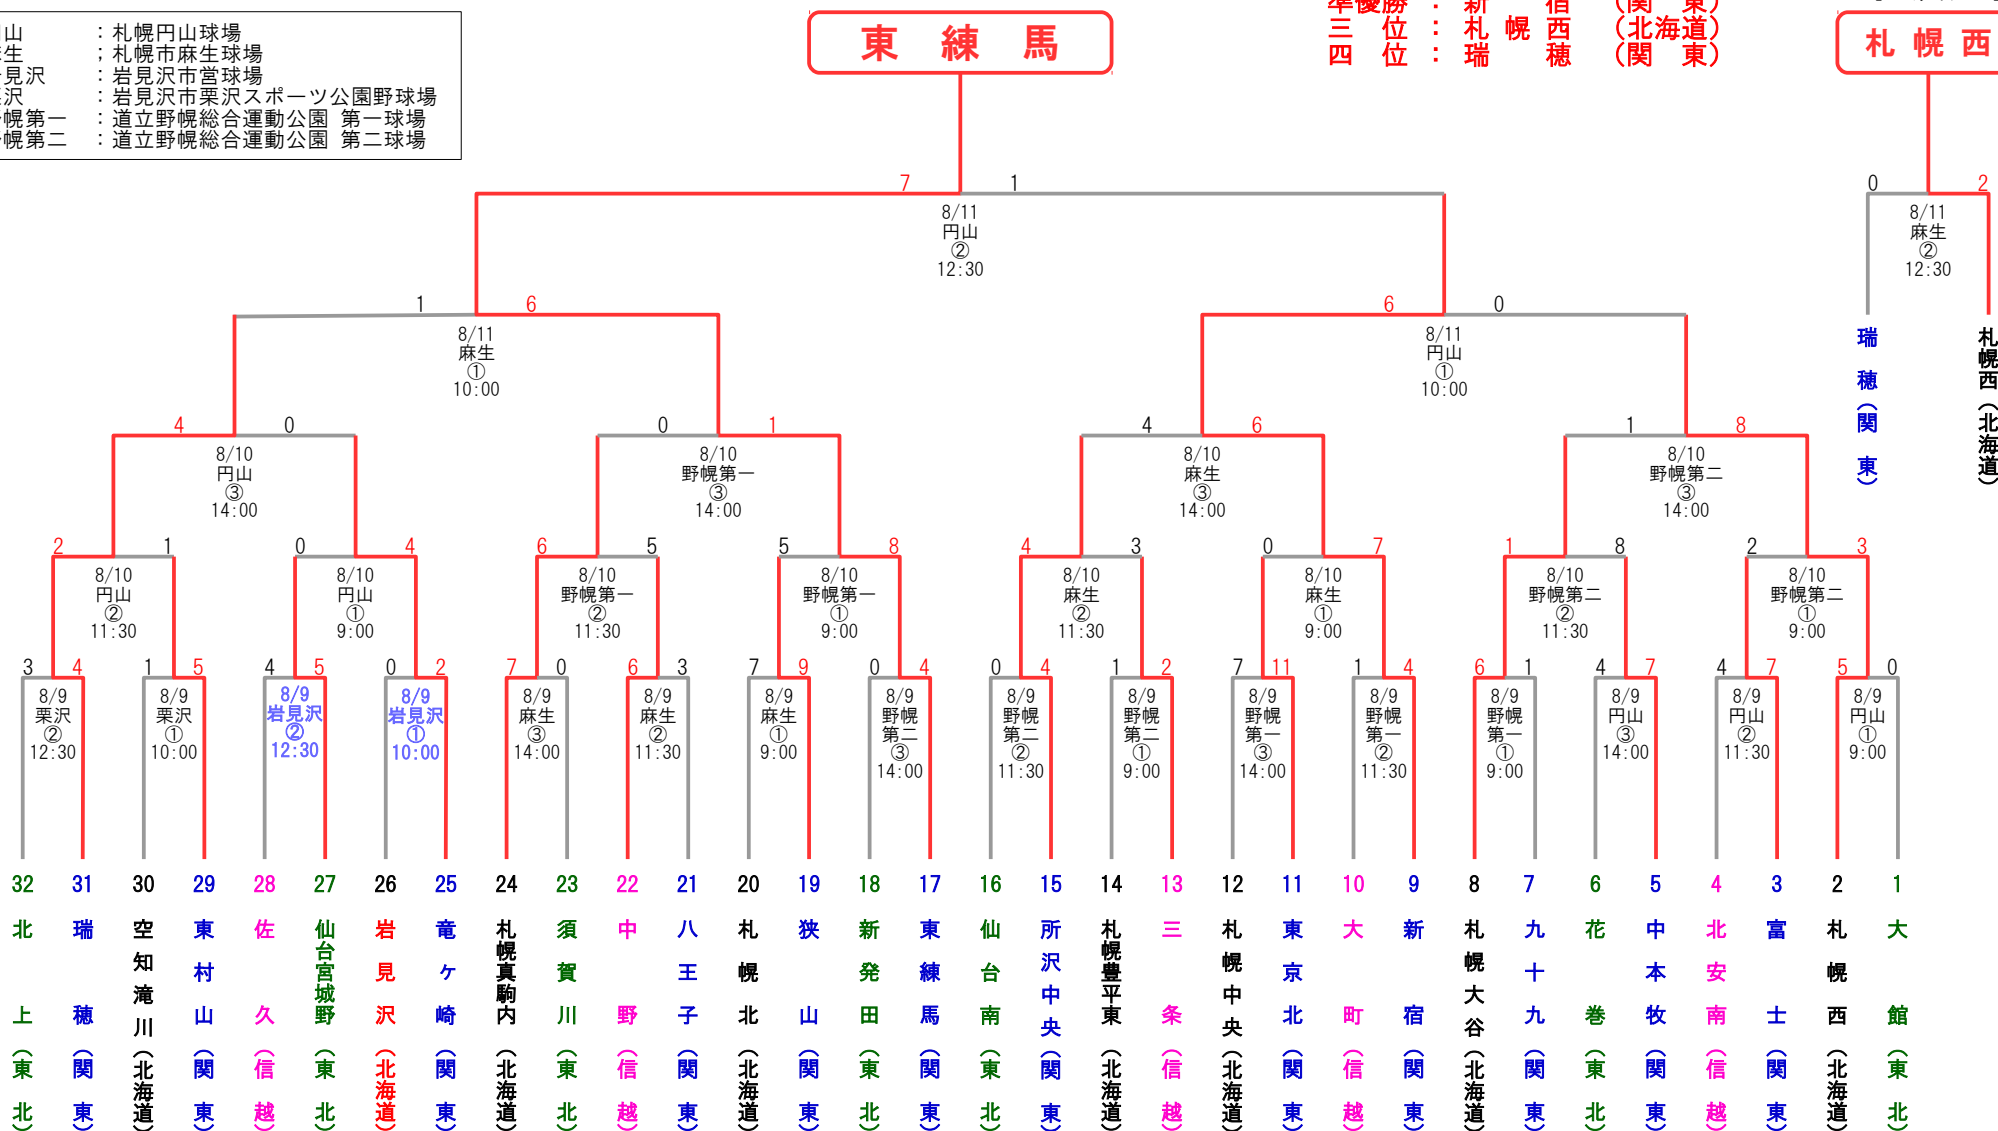 山 : 札幌円山球場
生 ; 札幌市麻生球場
見沢 : 岩見沢市営球場
沢 : 岩見沢市栗沢スポーツ公園野球場
幌第一 : 道立野幌総合運動公園 第一球場
幌第二 : 道立野幌総合運動公園 第二球場
東練馬
準優勝 : 新宿 (関東)
三位 : 札幌西 (北海道)
四位 : 瑞穂 (関東)
札幌西
7 1
8/11
円山
②
12:30
0 2
8/11
麻生
②
12:30
瑞穂(関東)
札幌西(北海道)
1 6
8/11
麻生
①
10:00
6 0
8/11
円山
①
10:00
4 0
8/10
円山
③
14:00
0 1
8/10
野幌第一
③
14:00
4 6
8/10
麻生
③
14:00
1 8
8/10
野幌第二
③
14:00
2 1
8/10
円山
②
11:30
0 4
8/10
円山
①
9:00
6 5
8/10
野幌第一
②
11:30
5 8
8/10
野幌第一
①
9:00
4 3
8/10
麻生
②
11:30
0 7
8/10
麻生
①
9:00
1 8
8/10
野幌第二
②
11:30
2 3
8/10
野幌第二
①
9:00
3 4
8/9
栗沢
②
12:30
1 5
8/9
栗沢
①
10:00
4 5
8/9
岩見沢
②
12:30
0 2
8/9
岩見沢
①
10:00
7 0
8/9
麻生
③
14:00
6 3
8/9
麻生
②
11:30
7 9
8/9
麻生
①
9:00
0 4
8/9
野幌
第二
③
14:00
0 4
8/9
野幌
第二
②
11:30
1 2
8/9
野幌
第二
①
9:00
7 11
8/9
野幌
第一
③
14:00
1 4
8/9
野幌
第一
②
11:30
6 1
8/9
野幌
第一
①
9:00
4 7
8/9
円山
③
14:00
4 7
8/9
円山
②
11:30
5 0
8/9
円山
①
9:00
32 北上(東北)
31 瑞穂(関東)
30 空知滝川(北海道)
29 東村山(関東)
28 佐久(信越)
27 仙台宮城野(東北)
26 岩見沢(北海道)
25 竜ヶ崎(関東)
24 札幌真駒内(北海道)
23 須賀川(東北)
22 中野(信越)
21 八王子(関東)
20 札幌北(北海道)
19 狭山(関東)
18 新発田(東北)
17 東練馬(関東)
16 仙台南(東北)
15 所沢中央(関東)
14 札幌豊平東(北海道)
13 三条(信越)
12 札幌中央(北海道)
11 東京北(関東)
10 大町(信越)
9 新宿(関東)
8 札幌大谷(北海道)
7 九十九(関東)
6 花巻(東北)
5 中本牧(関東)
4 北安南(信越)
3 富士(関東)
2 札幌西(北海道)
1 大館(東北)